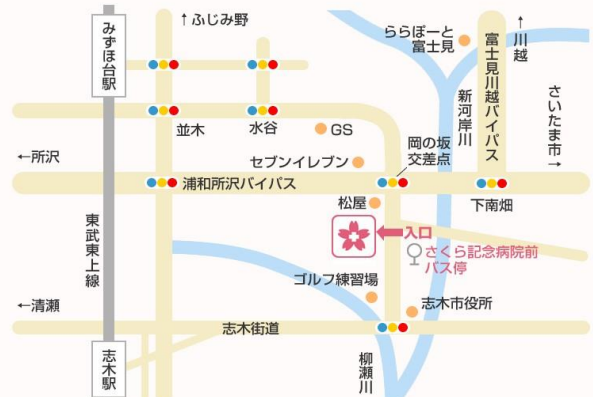 ↑ふじみ野
みずほ台駅
ららぽーと
富士見
↑川越
富士見川越バイパス
新河岸川
さいたま市→
並木
水谷
GS
岡の坂
交差点
←所沢
セブンイレブン
浦和所沢バイパス
松屋
下南畑
入口
さくら記念病院前
バス停
東武東上線
ゴルフ練習場
志木市役所
←清瀬
志木街道
柳瀬川
志木駅